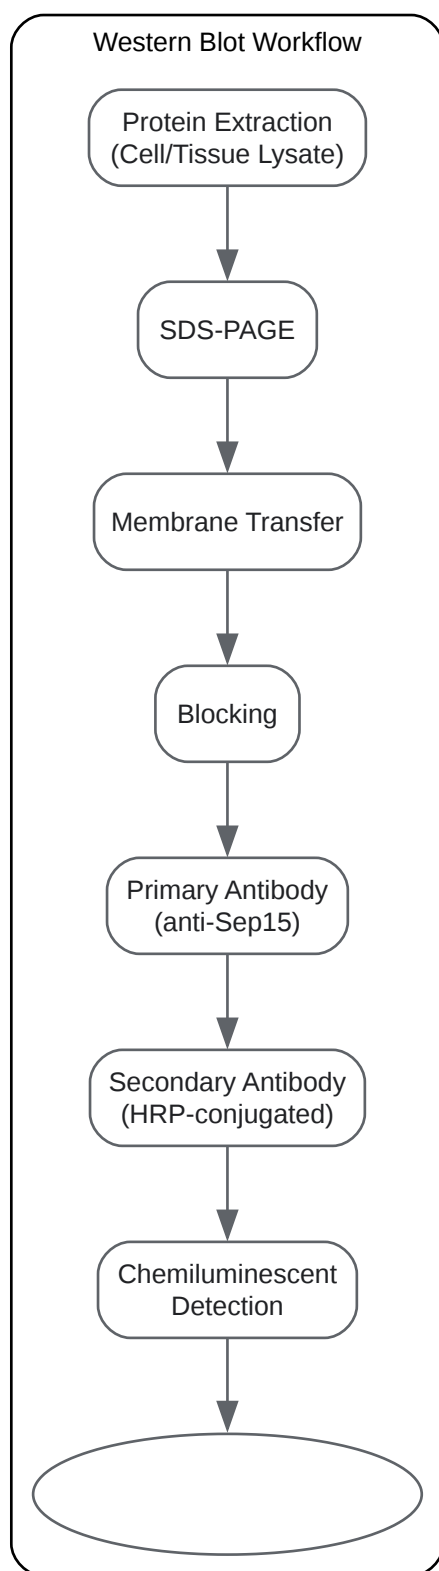 Western Blot Workflow
Protein Extraction
(Cell/Tissue Lysate)
SDS-PAGE
Membrane Transfer
Blocking
Primary Antibody
(anti-Sep15)
Secondary Antibody
(HRP-conjugated)
Chemiluminescent
Detection